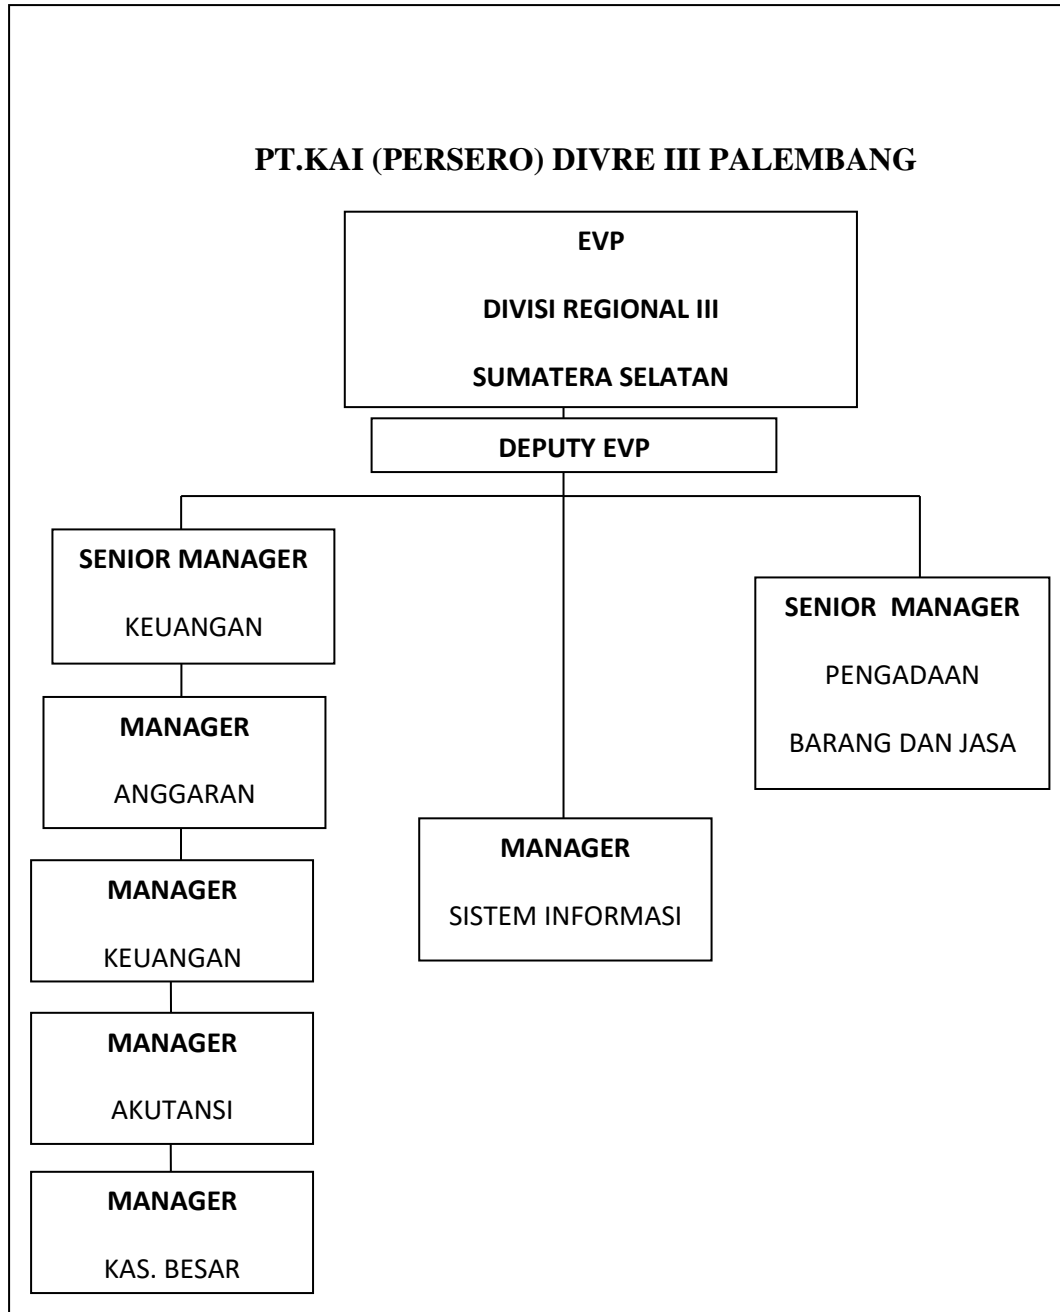 PT.KAI (PERSERO) DIVRE III PALEMBANG
EVP
DIVISI REGIONAL III
SUMATERA SELATAN
DEPUTY EVP
SENIOR MANAGER
KEUANGAN
SENIOR  MANAGER
PENGADAAN
BARANG DAN JASA
MANAGER
ANGGARAN
MANAGER
SISTEM INFORMASI
MANAGER
KEUANGAN
MANAGER
AKUTANSI
MANAGER
KAS. BESAR